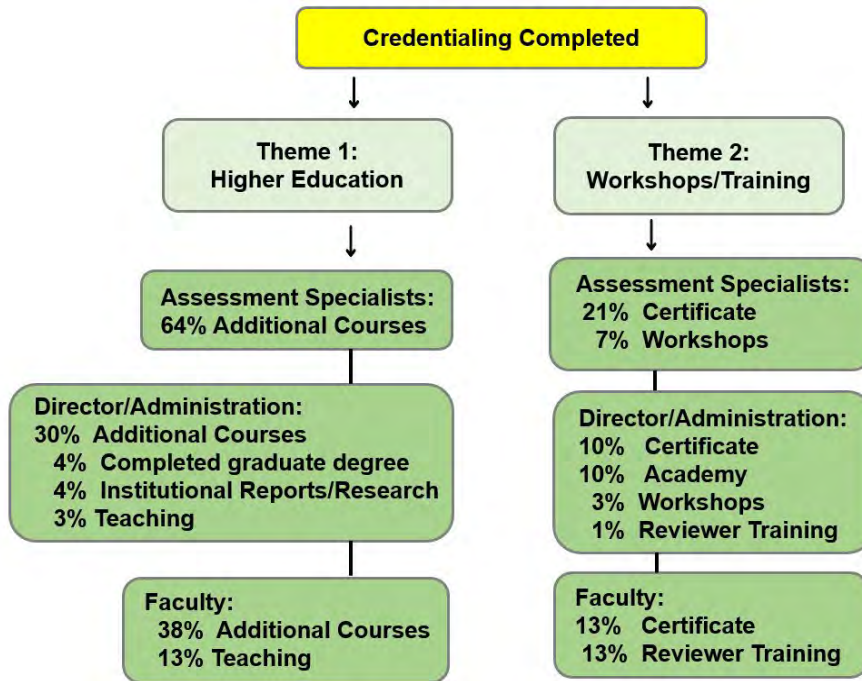 Credentialing Completed
Theme 1:
Higher Education
Assessment Specialists:
64% Additional Courses
Director/Administration:
30% Additional Courses
4% Completed graduate degree
4% Institutional Reports/Research
3% Teaching
Faculty:
38% Additional Courses
13% Teaching
Theme 2:
Workshops/Training
Assessment Specialists:
21% Certificate
7% Workshops
Director/Administration:
10% Certificate
10% Academy
3% Workshops
1% Reviewer Training
Faculty:
13% Certificate
13% Reviewer Training